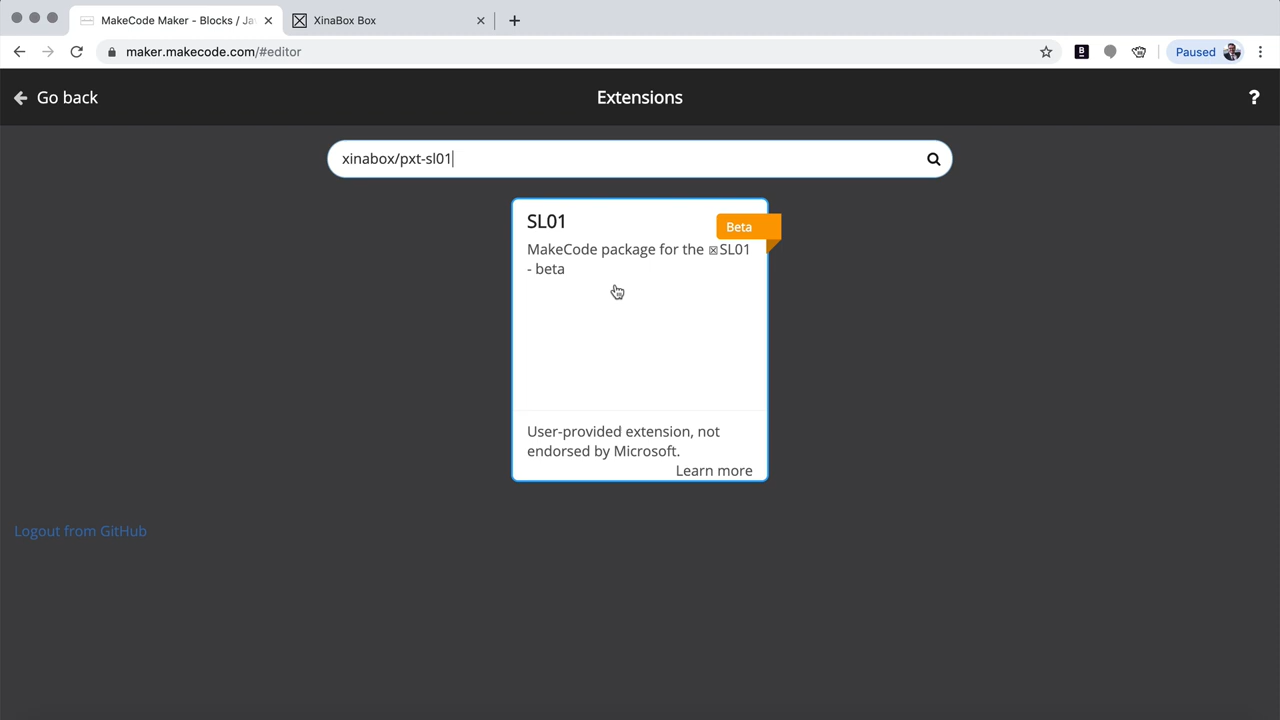 MakeCode Maker - Blocks / Ja
XinaBox Box
maker.makecode.com/#editor
Paused
Go back
Extensions
?
xinabox/pxt-sl01
SL01
Beta
MakeCode package for the ☒SL01
- beta
User-provided extension, not
endorsed by Microsoft.
Learn more
Logout from GitHub